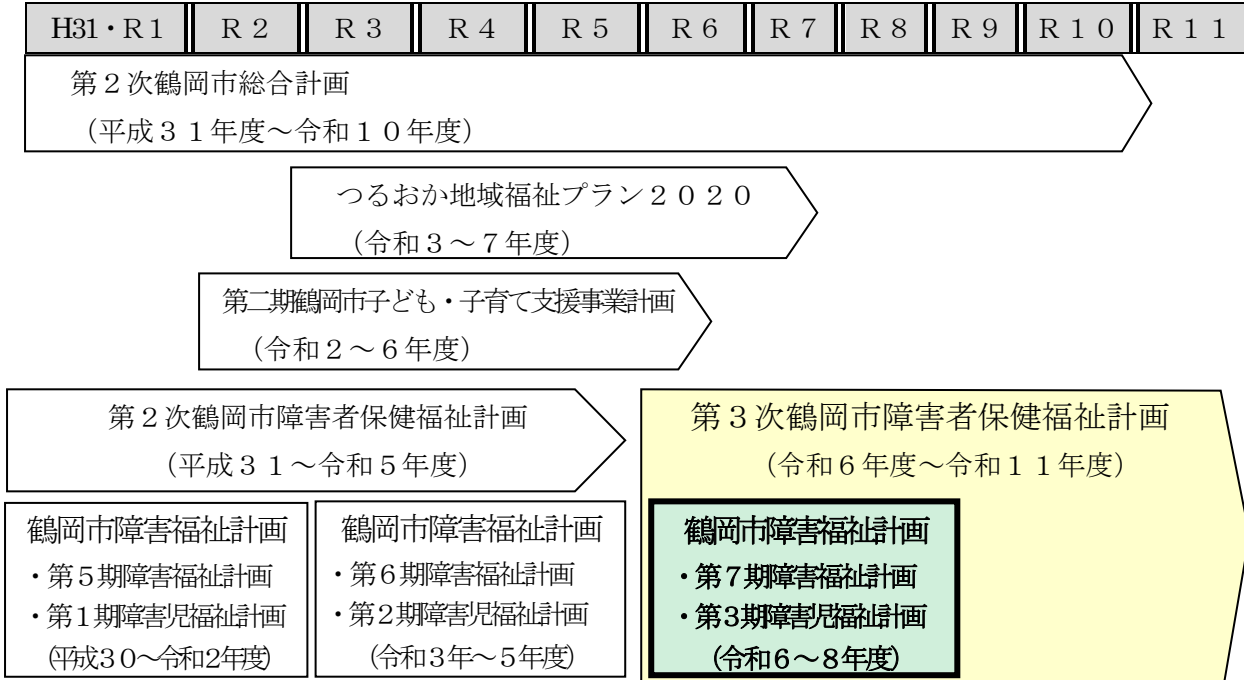 H31・R1 R2 R3 R4 R5 R6 R7 R8 R9 R10 R11
第2次鶴岡市総合計画
（平成31年度～令和10年度）
つるおか地域福祉プラン2020
（令和3～7年度）
第二期鶴岡市子ども・子育て支援事業計画
（令和2～6年度）
第2次鶴岡市障害者保健福祉計画
（平成31～令和5年度）
第3次鶴岡市障害者保健福祉計画
（令和6年度～令和11年度）
鶴岡市障害福祉計画
・第5期障害福祉計画
・第1期障害児福祉計画
（平成30～令和2年度）
鶴岡市障害福祉計画
・第6期障害福祉計画
・第2期障害児福祉計画
（令和3年～5年度）
鶴岡市障害福祉計画
・第7期障害福祉計画
・第3期障害児福祉計画
（令和6～8年度）